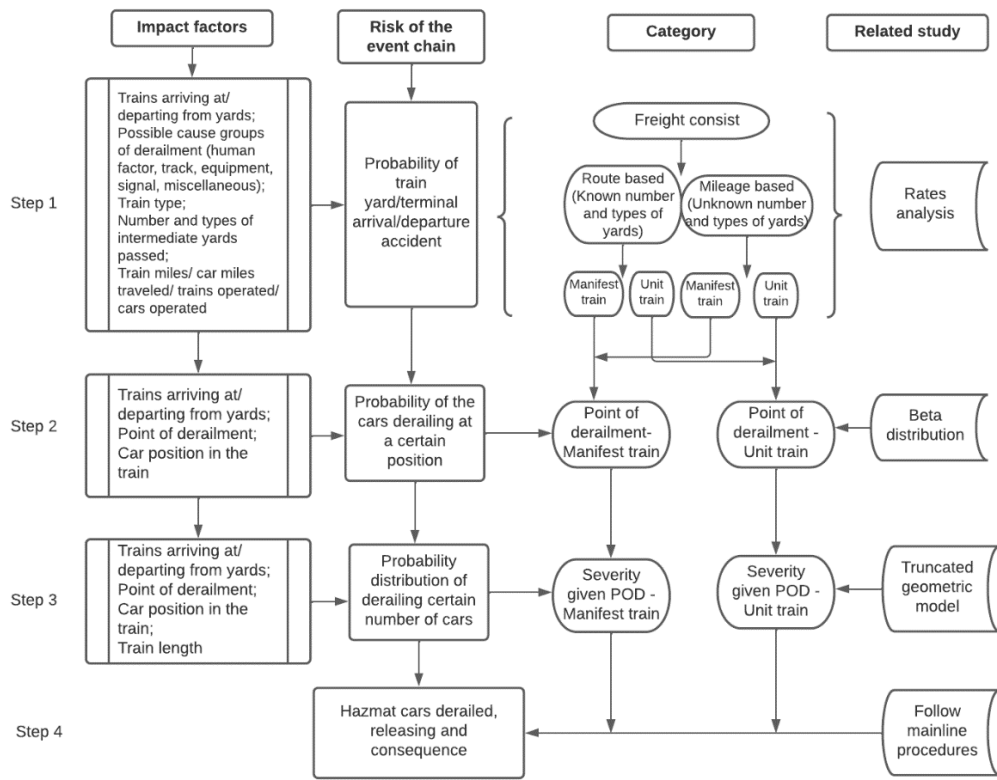 Impact factors
Risk of the
event chain
Category
Related study
Step 1
Trains arriving at/
departing from yards;
Possible cause groups
of derailment (human
factor, track, equipment,
signal, miscellaneous);
Train type;
Number and types of
intermediate yards
passed;
Train miles/ car miles
traveled/ trains operated/
cars operated
Probability of
train
yard/terminal
arrival/departure
accident
Freight consist
Route based
(Known number
and types of
yards)
Mileage based
(Unknown number
and types of yards)
Manifest
train
Unit
train
Manifest
train
Unit
train
Rates
analysis
Step 2
Trains arriving at/
departing from yards;
Point of derailment;
Car position in the
train
Probability of the
cars derailing at
a certain
position
Point of
derailment-
Manifest train
Point of
derailment -
Unit train
Beta
distribution
Step 3
Trains arriving at/
departing from yards;
Point of derailment;
Car position in the
train;
Train length
Probability
distribution of
derailing certain
number of cars
Severity
given POD -
Manifest train
Severity
given POD -
Unit train
Truncated
geometric
model
Step 4
Hazmat cars derailed,
releasing and
consequence
Follow
mainline
procedures